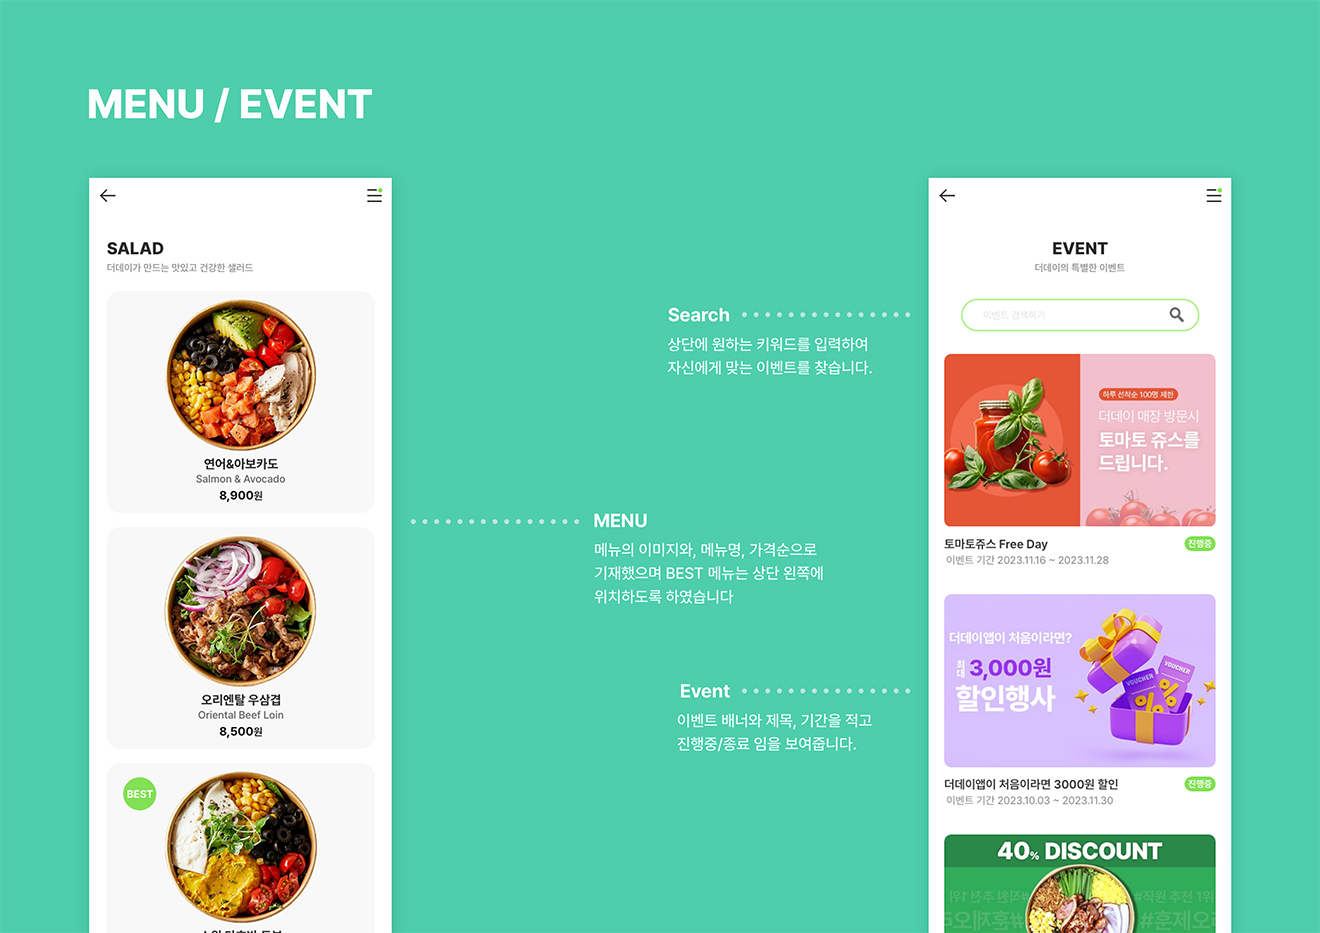 MENU / EVENT
SALAD
더데이가 만드는 맛있고 건강한 샐러드
연어&아보카도
Salmon & Avocado
8,900원
오리엔탈 우삼겹
Oriental Beef Loin
8,500원
BEST
Search
상단에 원하는 키워드를 입력하여
자신에게 맞는 이벤트를 찾습니다.
MENU
메뉴의 이미지와, 메뉴명, 가격순으로
기재했으며 BEST 메뉴는 상단 왼쪽에
위치하도록 하였습니다
Event
이벤트 배너와 제목, 기간을 적고
진행중/종료 임을 보여줍니다.
EVENT
더데이의 특별한 이벤트
이벤트 검색하기
하루 선착순 100명 제한
더데이 매장 방문시
토마토 쥬스를
드립니다.
토마토쥬스 Free Day
진행중
이벤트 기간 2023.11.16 ~ 2023.11.28
더데이앱이 처음이라면?
최대 3,000원
할인행사
VOUCHER
%
VOUCHER
%
더데이앱이 처음이라면 3000원 할인
진행중
이벤트 기간 2023.10.03 ~ 2023.11.30
40% DISCOUNT